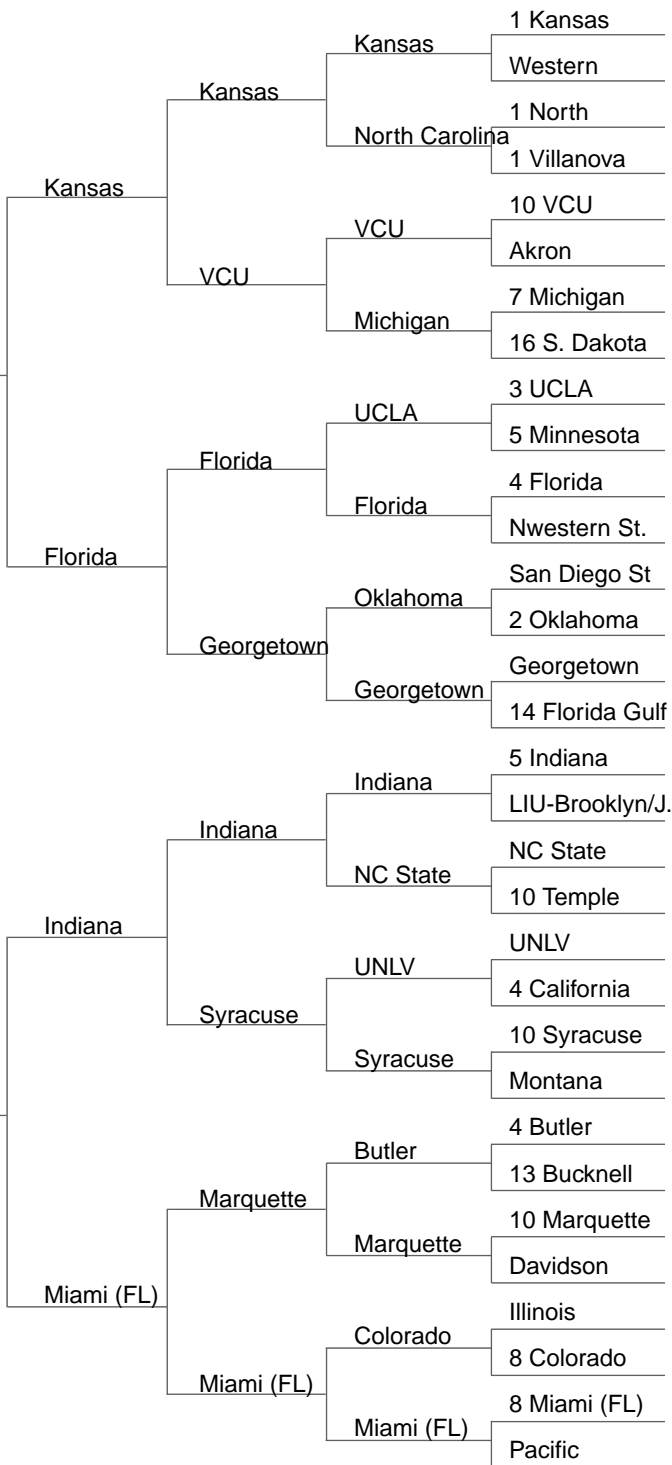 1 Kansas
Kansas
Western
Kansas
1 North
North Carolina
1 Villanova
Kansas
10 VCU
VCU
Akron
VCU
7 Michigan
Michigan
16 S. Dakota
3 UCLA
UCLA
5 Minnesota
Florida
4 Florida
Florida
Nwestern St.
Florida
San Diego St
Oklahoma
2 Oklahoma
Georgetown
Georgetown
Georgetown
14 Florida Gulf
5 Indiana
Indiana
LIU-Brooklyn/J.
Indiana
NC State
NC State
10 Temple
Indiana
UNLV
UNLV
4 California
Syracuse
10 Syracuse
Syracuse
Montana
4 Butler
Butler
13 Bucknell
Marquette
10 Marquette
Marquette
Davidson
Miami (FL)
Illinois
Colorado
8 Colorado
Miami (FL)
8 Miami (FL)
Miami (FL)
Pacific